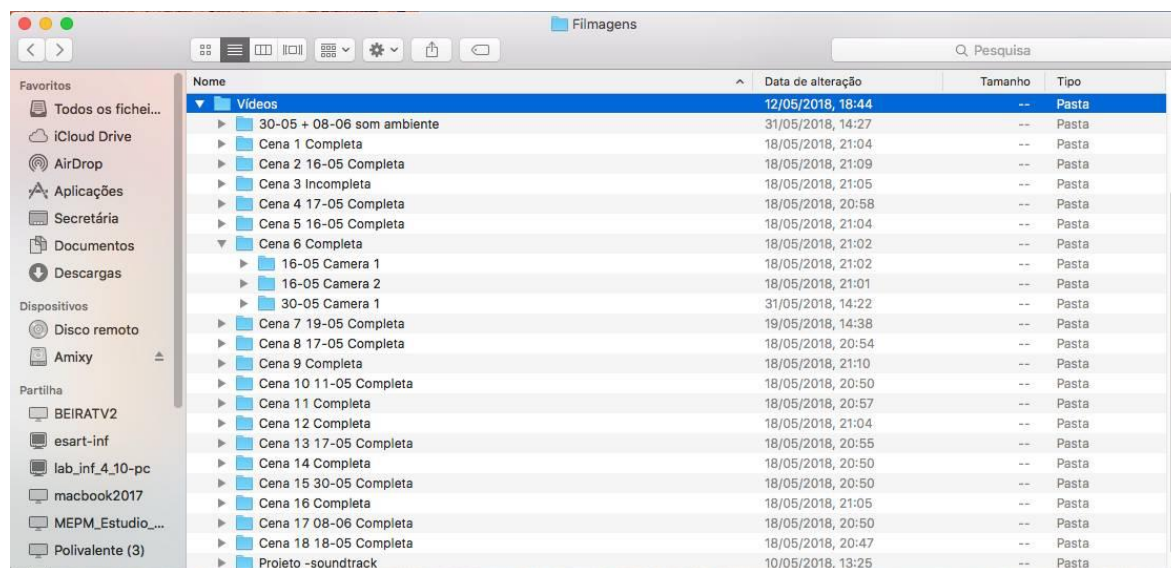 Filmagens
Pesquisa
Favoritos
Todos os fichei...
iCloud Drive
AirDrop
Aplicações
Secretária
Documentos
Descargas
Dispositivos
Disco remoto
Amixy
Partilha
BEIRATV2
esart-inf
lab_inf_4_10-pc
macbook2017
MEPM_Estudio_...
Polivalente (3)
Nome Data de alteração Tamanho Tipo
Vídeos 12/05/2018, 18:44 -- Pasta
30-05 + 08-06 som ambiente 31/05/2018, 14:27 -- Pasta
Cena 1 Completa 18/05/2018, 21:04 -- Pasta
Cena 2 16-05 Completa 18/05/2018, 21:09 -- Pasta
Cena 3 Incompleta 18/05/2018, 21:05 -- Pasta
Cena 4 17-05 Completa 18/05/2018, 20:58 -- Pasta
Cena 5 16-05 Completa 18/05/2018, 21:04 -- Pasta
Cena 6 Completa 18/05/2018, 21:02 -- Pasta
16-05 Camera 1 18/05/2018, 21:02 -- Pasta
16-05 Camera 2 18/05/2018, 21:01 -- Pasta
30-05 Camera 1 31/05/2018, 14:22 -- Pasta
Cena 7 19-05 Completa 19/05/2018, 14:38 -- Pasta
Cena 8 17-05 Completa 18/05/2018, 20:54 -- Pasta
Cena 9 Completa 18/05/2018, 21:10 -- Pasta
Cena 10 11-05 Completa 18/05/2018, 20:50 -- Pasta
Cena 11 Completa 18/05/2018, 20:57 -- Pasta
Cena 12 Completa 18/05/2018, 21:04 -- Pasta
Cena 13 17-05 Completa 18/05/2018, 20:55 -- Pasta
Cena 14 Completa 18/05/2018, 20:50 -- Pasta
Cena 15 30-05 Completa 18/05/2018, 20:50 -- Pasta
Cena 16 Completa 18/05/2018, 21:05 -- Pasta
Cena 17 08-06 Completa 18/05/2018, 20:50 -- Pasta
Cena 18 18-05 Completa 18/05/2018, 20:47 -- Pasta
Projeto -soundtrack 10/05/2018, 13:25 -- Pasta